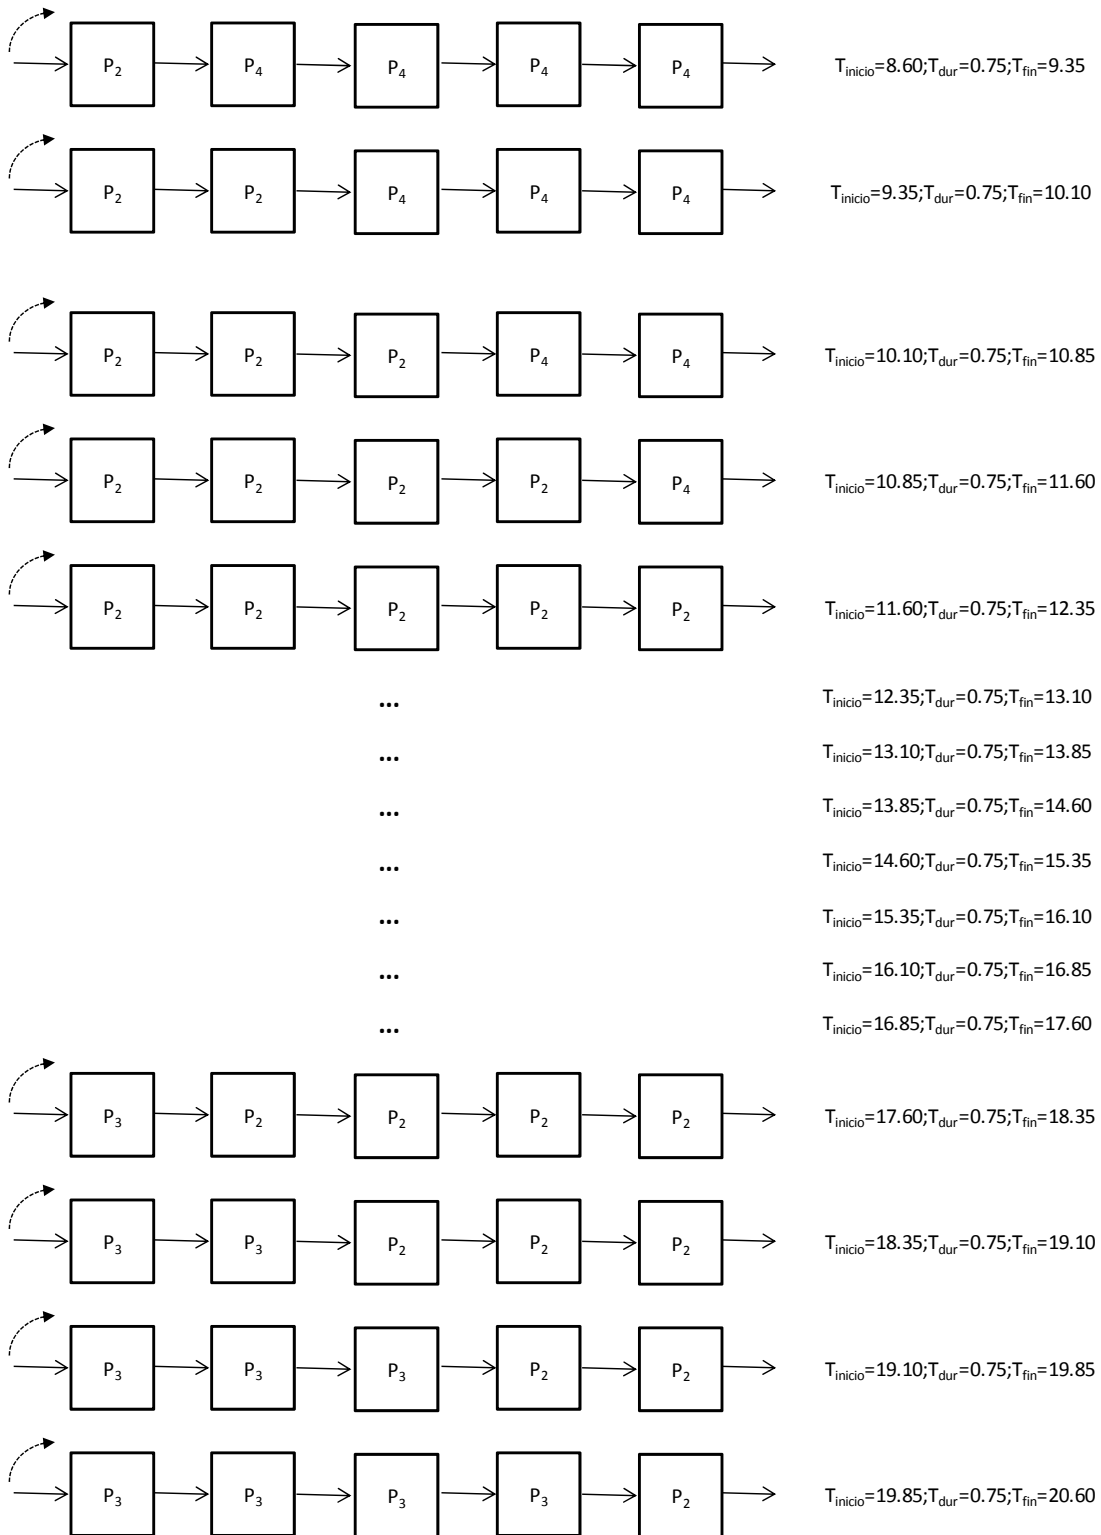 P2 P4 P4 P4 P4 Tinicio=8.60;Tdur=0.75;Tfin=9.35
P2 P2 P4 P4 P4 Tinicio=9.35;Tdur=0.75;Tfin=10.10
P2 P2 P2 P4 P4 Tinicio=10.10;Tdur=0.75;Tfin=10.85
P2 P2 P2 P2 P4 Tinicio=10.85;Tdur=0.75;Tfin=11.60
P2 P2 P2 P2 P2 Tinicio=11.60;Tdur=0.75;Tfin=12.35
... Tinicio=12.35;Tdur=0.75;Tfin=13.10
... Tinicio=13.10;Tdur=0.75;Tfin=13.85
... Tinicio=13.85;Tdur=0.75;Tfin=14.60
... Tinicio=14.60;Tdur=0.75;Tfin=15.35
... Tinicio=15.35;Tdur=0.75;Tfin=16.10
... Tinicio=16.10;Tdur=0.75;Tfin=16.85
... Tinicio=16.85;Tdur=0.75;Tfin=17.60
P3 P2 P2 P2 P2 Tinicio=17.60;Tdur=0.75;Tfin=18.35
P3 P3 P2 P2 P2 Tinicio=18.35;Tdur=0.75;Tfin=19.10
P3 P3 P3 P2 P2 Tinicio=19.10;Tdur=0.75;Tfin=19.85
P3 P3 P3 P3 P2 Tinicio=19.85;Tdur=0.75;Tfin=20.60